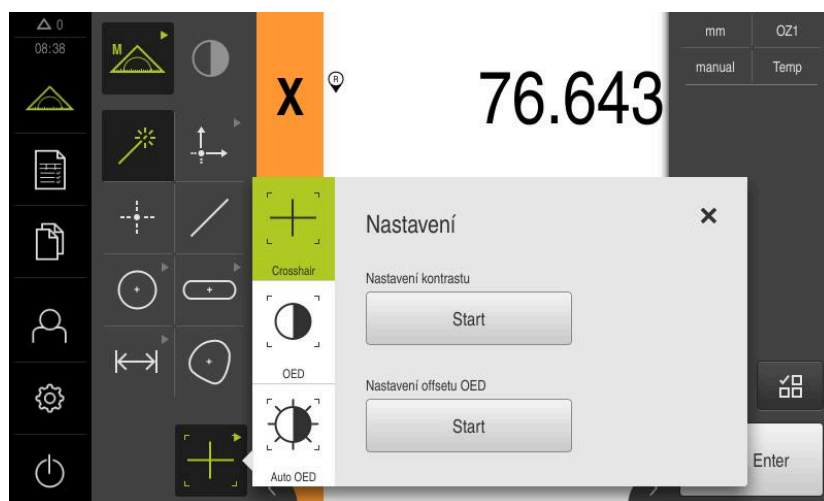 0
08:38
M
X
R
76.643
mm
OZ1
manual
Temp
Crosshair
OED
Auto OED
Nastavení
Nastavení kontrastu
Start
Nastavení offsetu OED
Start
Enter